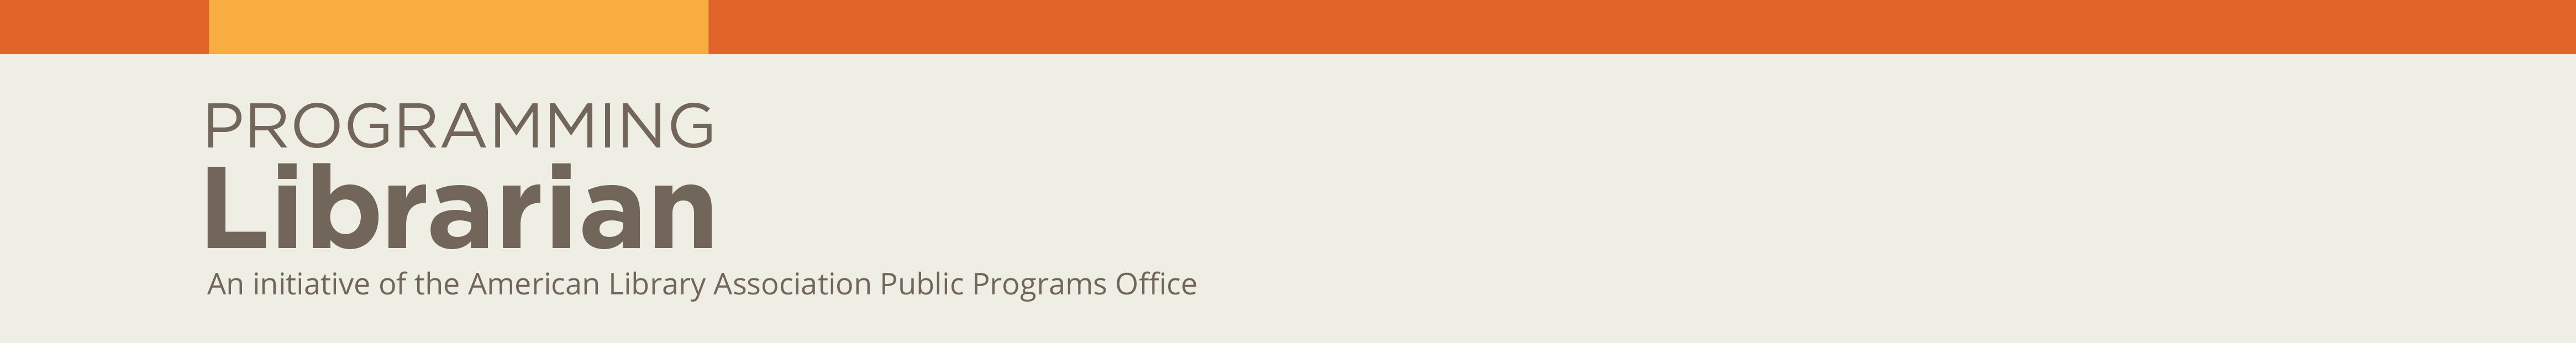 PROGRAMMING
Librarian
An initiative of the American Library Association Public Programs Office